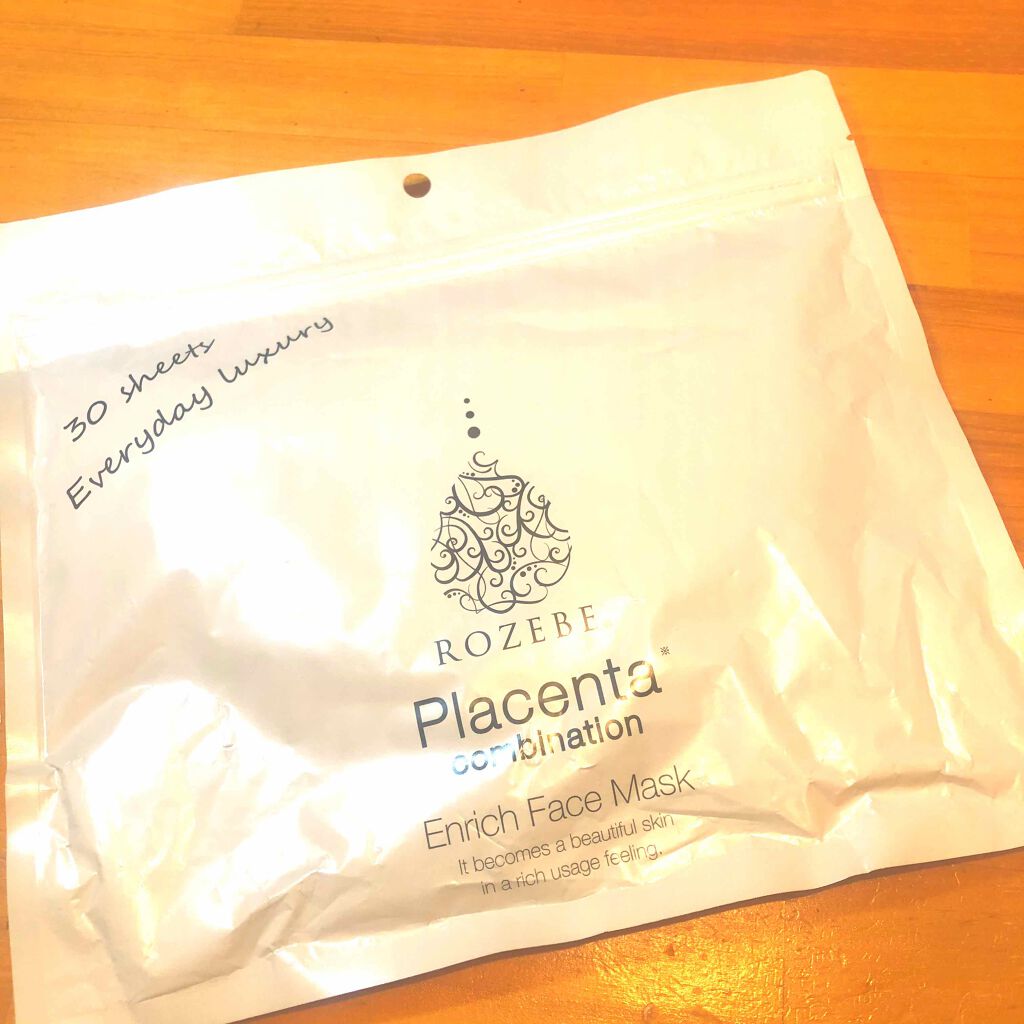 30 sheets
Everyday luxury
ROZEBE
Placenta※
combination
Enrich Face Mask
It becomes a beautiful skin
in a rich usage feeling.